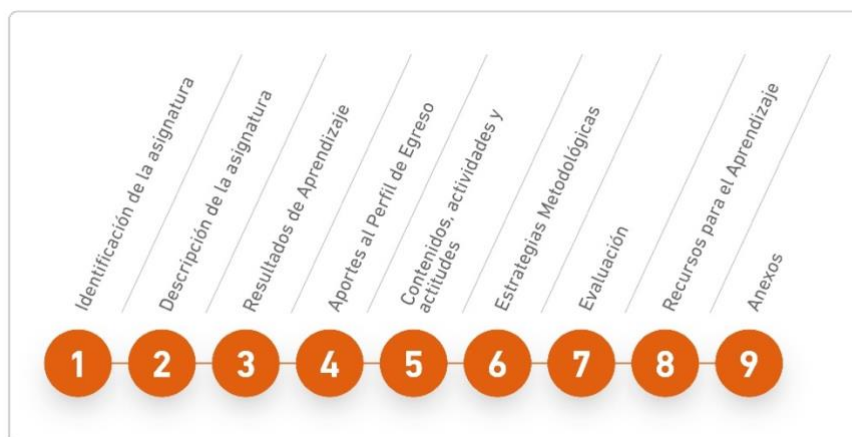 Identificación de la asignatura
Descripción de la asignatura
Resultados de Aprendizaje
Aportes al Perfil de Egreso
Contenidos, actividades y
actitudes
Estrategias Metodológicas
Evaluación
Recursos para el Aprendizaje
Anexos
1
2
3
4
5
6
7
8
9